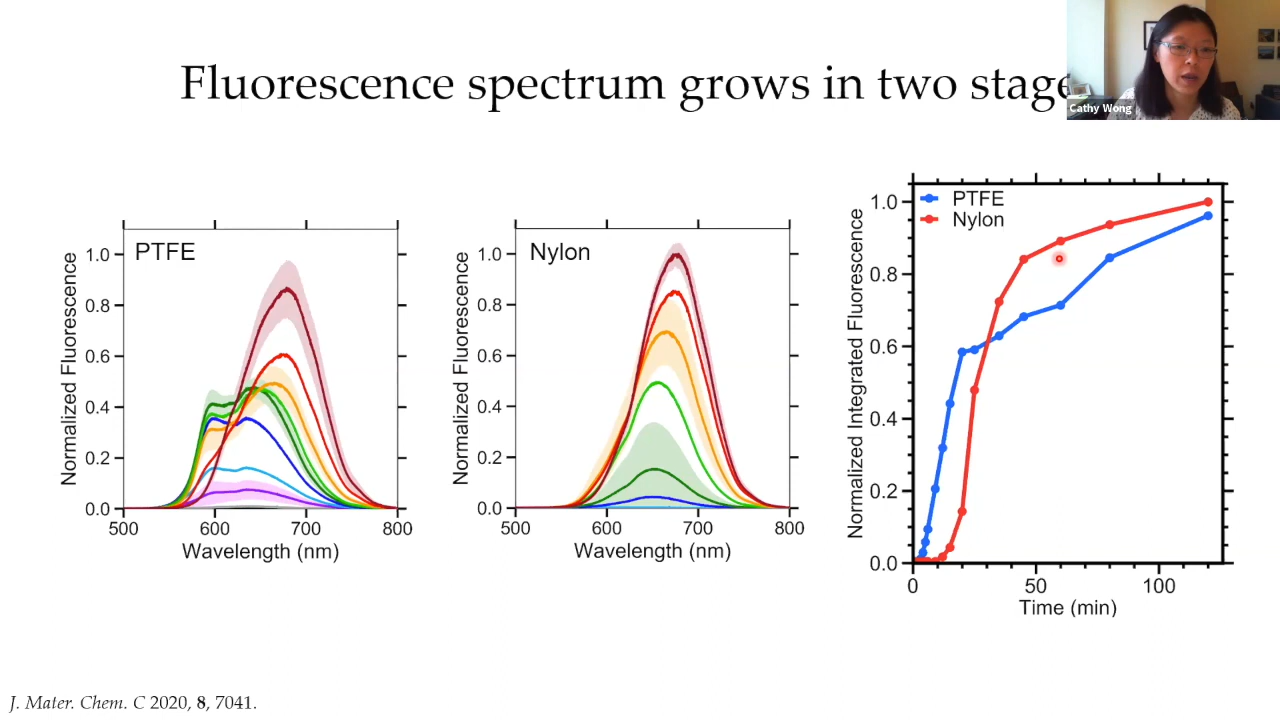 Fluorescence spectrum grows in two stage
Cathy Wong
PTFE
Normalized Fluorescence
1.0
0.8
0.6
0.4
0.2
0.0
500
600
700
800
Wavelength (nm)
Nylon
Normalized Fluorescence
1.0
0.8
0.6
0.4
0.2
0.0
500
600
700
800
Wavelength (nm)
PTFE
Nylon
Normalized Integrated Fluorescence
1.0
0.8
0.6
0.4
0.2
0.0
0
50
100
Time (min)
J. Mater. Chem. C 2020, 8, 7041.